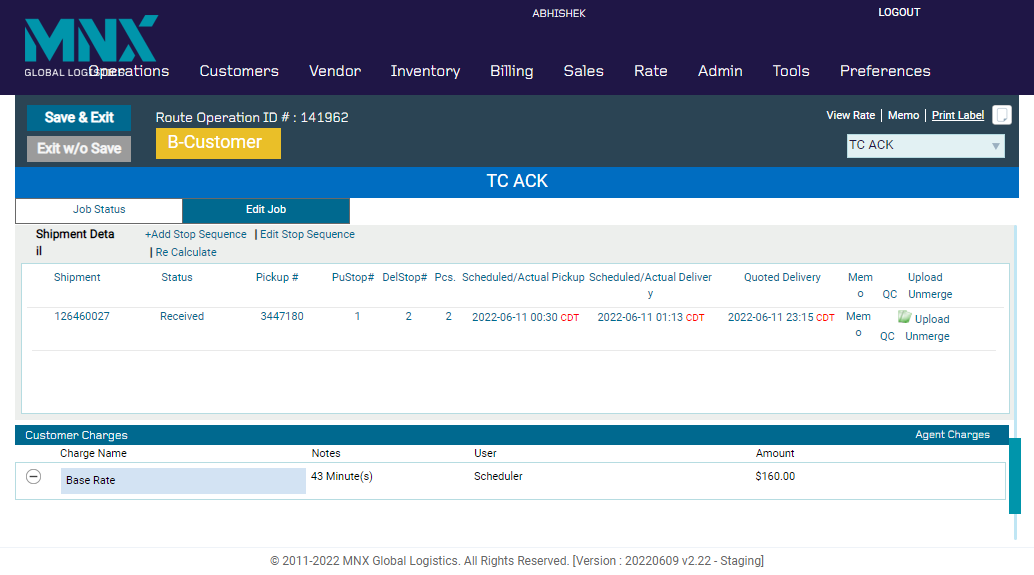 ABHISHEK
LOGOUT
MNX
GLOBAL LOGISTICS
Operations Customers Vendor Inventory Billing Sales Rate Admin Tools Preferences
Save & Exit
Exit w/o Save
Route Operation ID # : 141962
B-Customer
View Rate | Memo | Print Label
TC ACK
TC ACK
Job Status Edit Job
Shipment Deta
il
+Add Stop Sequence | Edit Stop Sequence
| Re Calculate
Shipment Status Pickup # PuStop# DelStop# Pcs. Scheduled/Actual Pickup Scheduled/Actual Deliver Quoted Delivery Mem Upload
y o QC Unmerge
126460027 Received 3447180 1 2 2 2022-06-11 00:30 CDT 2022-06-11 01:13 CDT 2022-06-11 23:15 CDT Mem Upload
o QC Unmerge
Customer Charges Agent Charges
Charge Name Notes User Amount
Base Rate 43 Minute(s) Scheduler $160.00
© 2011-2022 MNX Global Logistics. All Rights Reserved. [Version : 20220609 v2.22 - Staging]